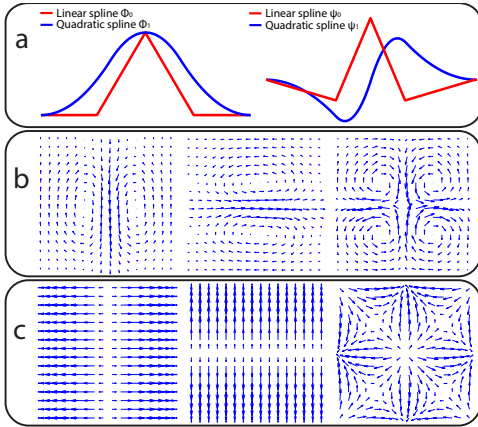 a
Linear spline Φ₀
Quadratic spline Φ₁
Linear spline ψ₀
Quadratic spline ψ₁
b
c